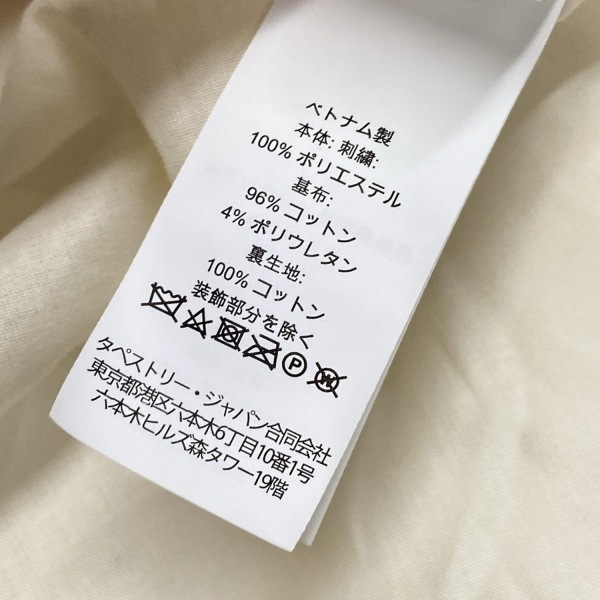 ベトナム製
本体: 刺繍:
100% ポリエステル
基布:
96% コットン
4% ポリウレタン
裏生地:
100% コットン
装飾部分を除く
P W
タペストリー・ジャパン合同会社
東京都港区六本木6丁目10番1号
六本木ヒルズ森タワー19階